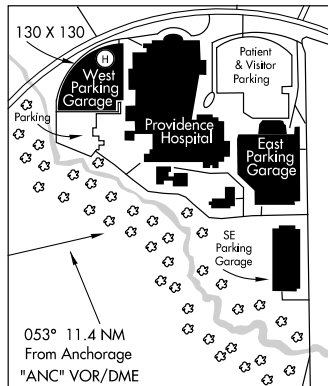 130 X 130
H
West
Parking
Garage
Patient
& Visitor
Parking
Parking
Providence
Hospital
East
Parking
Garage
SE
Parking
Garage
053° 11.4 NM
From Anchorage
"ANC" VOR/DME